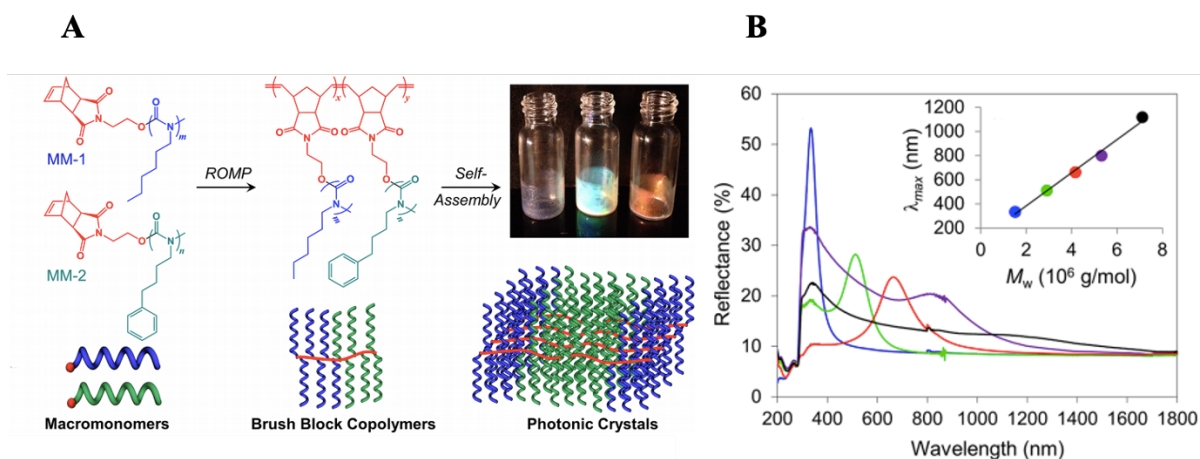 A
B
O
N
O
O
O
N
m
MM-1
O
N
O
O
O
N
n
MM-2
ROMP
x
y
O
N
O
O
N
O
O
O
N
O
O
N
Self-
Assembly
Macromonomers
Brush Block Copolymers
Photonic Crystals
Reflectance (%)
60
50
40
30
20
10
0
200 400 600 800 1000 1200 1400 1600 1800
Wavelength (nm)
λmax (nm)
1200
1000
800
600
400
200
0 2 4 6 8
Mw (10⁶ g/mol)